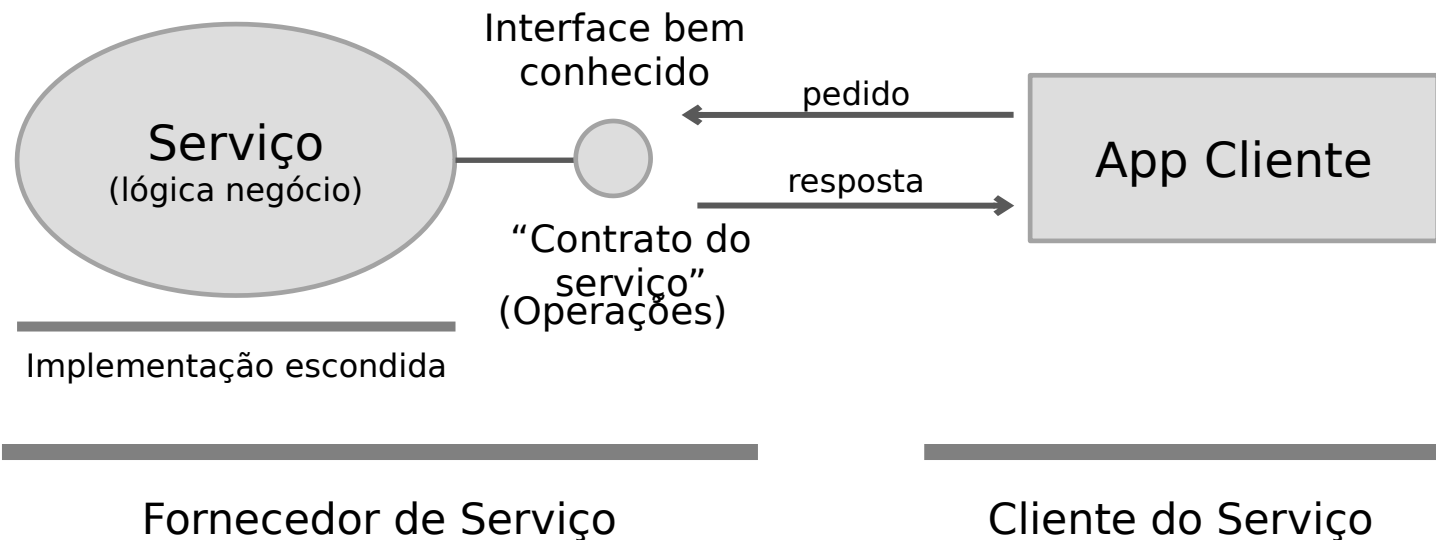 Interface bem
conhecido
Serviço
(lógica negócio)
pedido
resposta
App Cliente
“Contrato do
serviço”
(Operações)
Implementação escondida
Fornecedor de Serviço
Cliente do Serviço